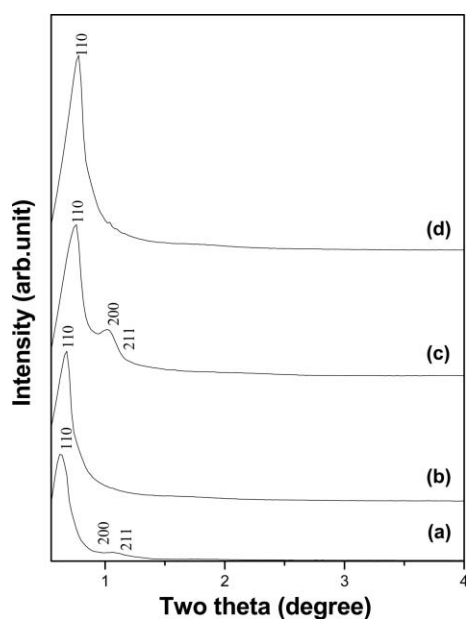 110
(d)
110
200
211
(c)
110
(b)
110
200
211
(a)
1
2
3
4
Intensity (arb.unit)
Two theta (degree)